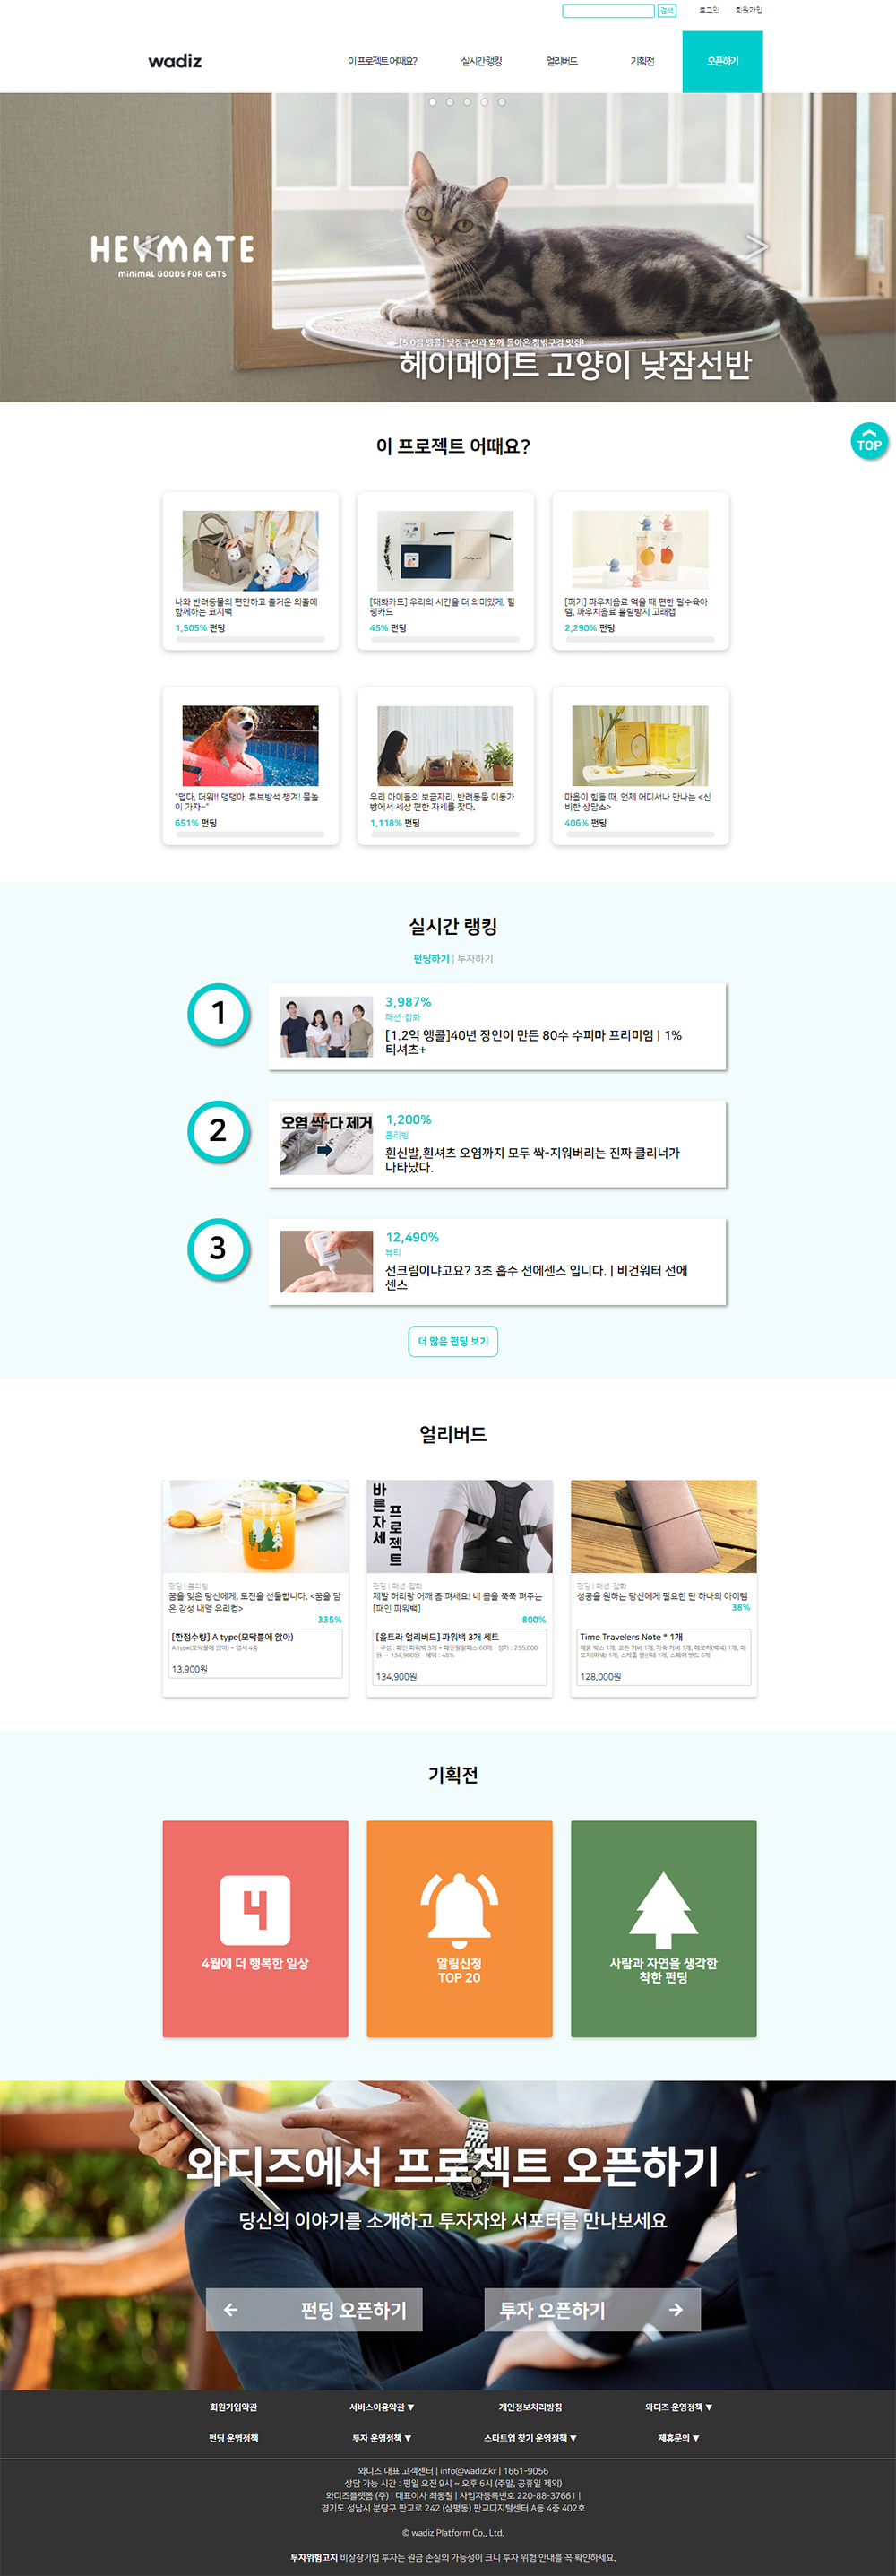 검색 로그인 회원가입
wadiz 이 프로젝트 어때요? 실시간 랭킹 얼리버드 기획전 오픈하기
HEYMATE
MINIMAL GOODS FOR CATS
[5.0점 앵콜] 낮잠쿠션과 함께 돌아온 창밖구경 맛집!
헤이메이트 고양이 낮잠선반
TOP
이 프로젝트 어때요?
나와 반려동물의 편안하고 즐거운 외출에
함께하는 코지백
1,505% 펀딩
[대화카드] 우리의 시간을 더 의미있게, 힐
링카드
45% 펀딩
[퍼기] 파우치음료 먹을 때 편한 필수육아
템, 파우치음료 흘림방지 고래캡
2,290% 펀딩
"덥다, 더워!! 댕댕아, 튜브방석 챙겨! 물놀
이 가자~"
651% 펀딩
우리 아이들의 보금자리, 반려동물 이동가
방에서 세상 편한 자세를 찾다.
1,118% 펀딩
마음이 힘들 때, 언제 어디서나 만나는 <신
비한 상담소>
406% 펀딩
실시간 랭킹
펀딩하기 | 투자하기
1
3,987%
패션·잡화
[1.2억 앵콜]40년 장인이 만든 80수 수피마 프리미엄 | 1%
티셔츠+
2
오염 싹-다 제거
1,200%
홈리빙
흰신발,흰셔츠 오염까지 모두 싹-지워버리는 진짜 클리너가
나타났다.
3
12,490%
뷰티
선크림이냐고요? 3초 흡수 선에센스 입니다. | 비건워터 선에
센스
더 많은 펀딩 보기
얼리버드
펀딩 | 홈리빙
꿈을 잊은 당신에게, 도전을 선물합니다. <꿈을 담
은 감성 내열 유리컵>
335%
[한정수량] A type(모닥불에 앉아)
A type(모닥불에 앉아) + 엽서 4종
13,900원
바른자세
프로젝트
펀딩 | 패션·잡화
제발 허리랑 어깨 좀 펴세요! 내 몸을 쭉쭉 펴주는
[패인 파워백]
800%
[울트라 얼리버드] 파워백 3개 세트
· 구성 : 패인 파워백 3개 + 패인찰찰패스 60개 · 정가 : 255,000
원 → 134,900원 · 혜택 : 48%
134,900원
펀딩 | 패션·잡화
성공을 원하는 당신에게 필요한 단 하나의 아이템
38%
Time Travelers Note * 1개
제품 박스 1개, 코튼 커버 1개, 가죽 커버 1개, 메모지(백색) 1개, 메
모지(미색) 1개, 스케줄 캘린더 1개, 스페어 밴드 6개
128,000원
기획전
4
4월에 더 행복한 일상
알림신청
TOP 20
사람과 자연을 생각한
착한 펀딩
와디즈에서 프로젝트 오픈하기
당신의 이야기를 소개하고 투자자와 서포터를 만나보세요
← 펀딩 오픈하기
투자 오픈하기 →
회원가입약관 서비스이용약관 ▼ 개인정보처리방침 와디즈 운영정책 ▼
펀딩 운영정책 투자 운영정책 ▼ 스타트업 찾기 운영정책 ▼ 제휴문의 ▼
와디즈 대표 고객센터 | info@wadiz.kr | 1661-9056
상담 가능 시간 : 평일 오전 9시 ~ 오후 6시 (주말, 공휴일 제외)
와디즈플랫폼 (주) | 대표이사 최동철 | 사업자등록번호 220-88-37661 |
경기도 성남시 분당구 판교로 242 (삼평동) 판교디지털센터 A동 4층 402호
© wadiz Platform Co., Ltd.
투자위험고지 비상장기업 투자는 원금 손실의 가능성이 크니 투자 위험 안내를 꼭 확인하세요.